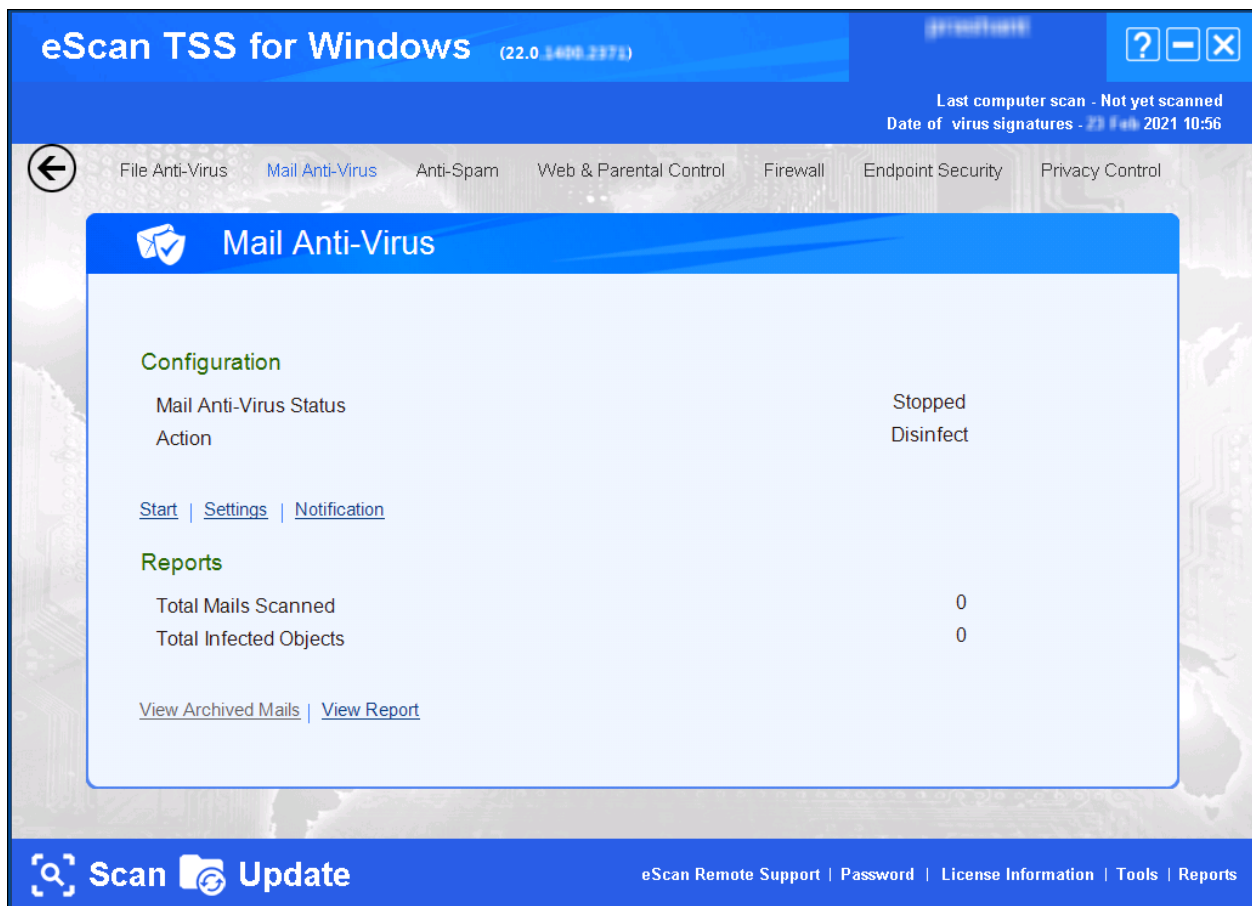 eScan TSS for Windows (22.0
Last computer scan - Not yet scanned
Date of virus signatures - 2021 10:56
File Anti-Virus Mail Anti-Virus Anti-Spam Web & Parental Control Firewall Endpoint Security Privacy Control
Mail Anti-Virus
Configuration
Mail Anti-Virus Status Stopped
Action Disinfect
Start | Settings | Notification
Reports
Total Mails Scanned 0
Total Infected Objects 0
View Archived Mails | View Report
Scan Update eScan Remote Support | Password | License Information | Tools | Reports